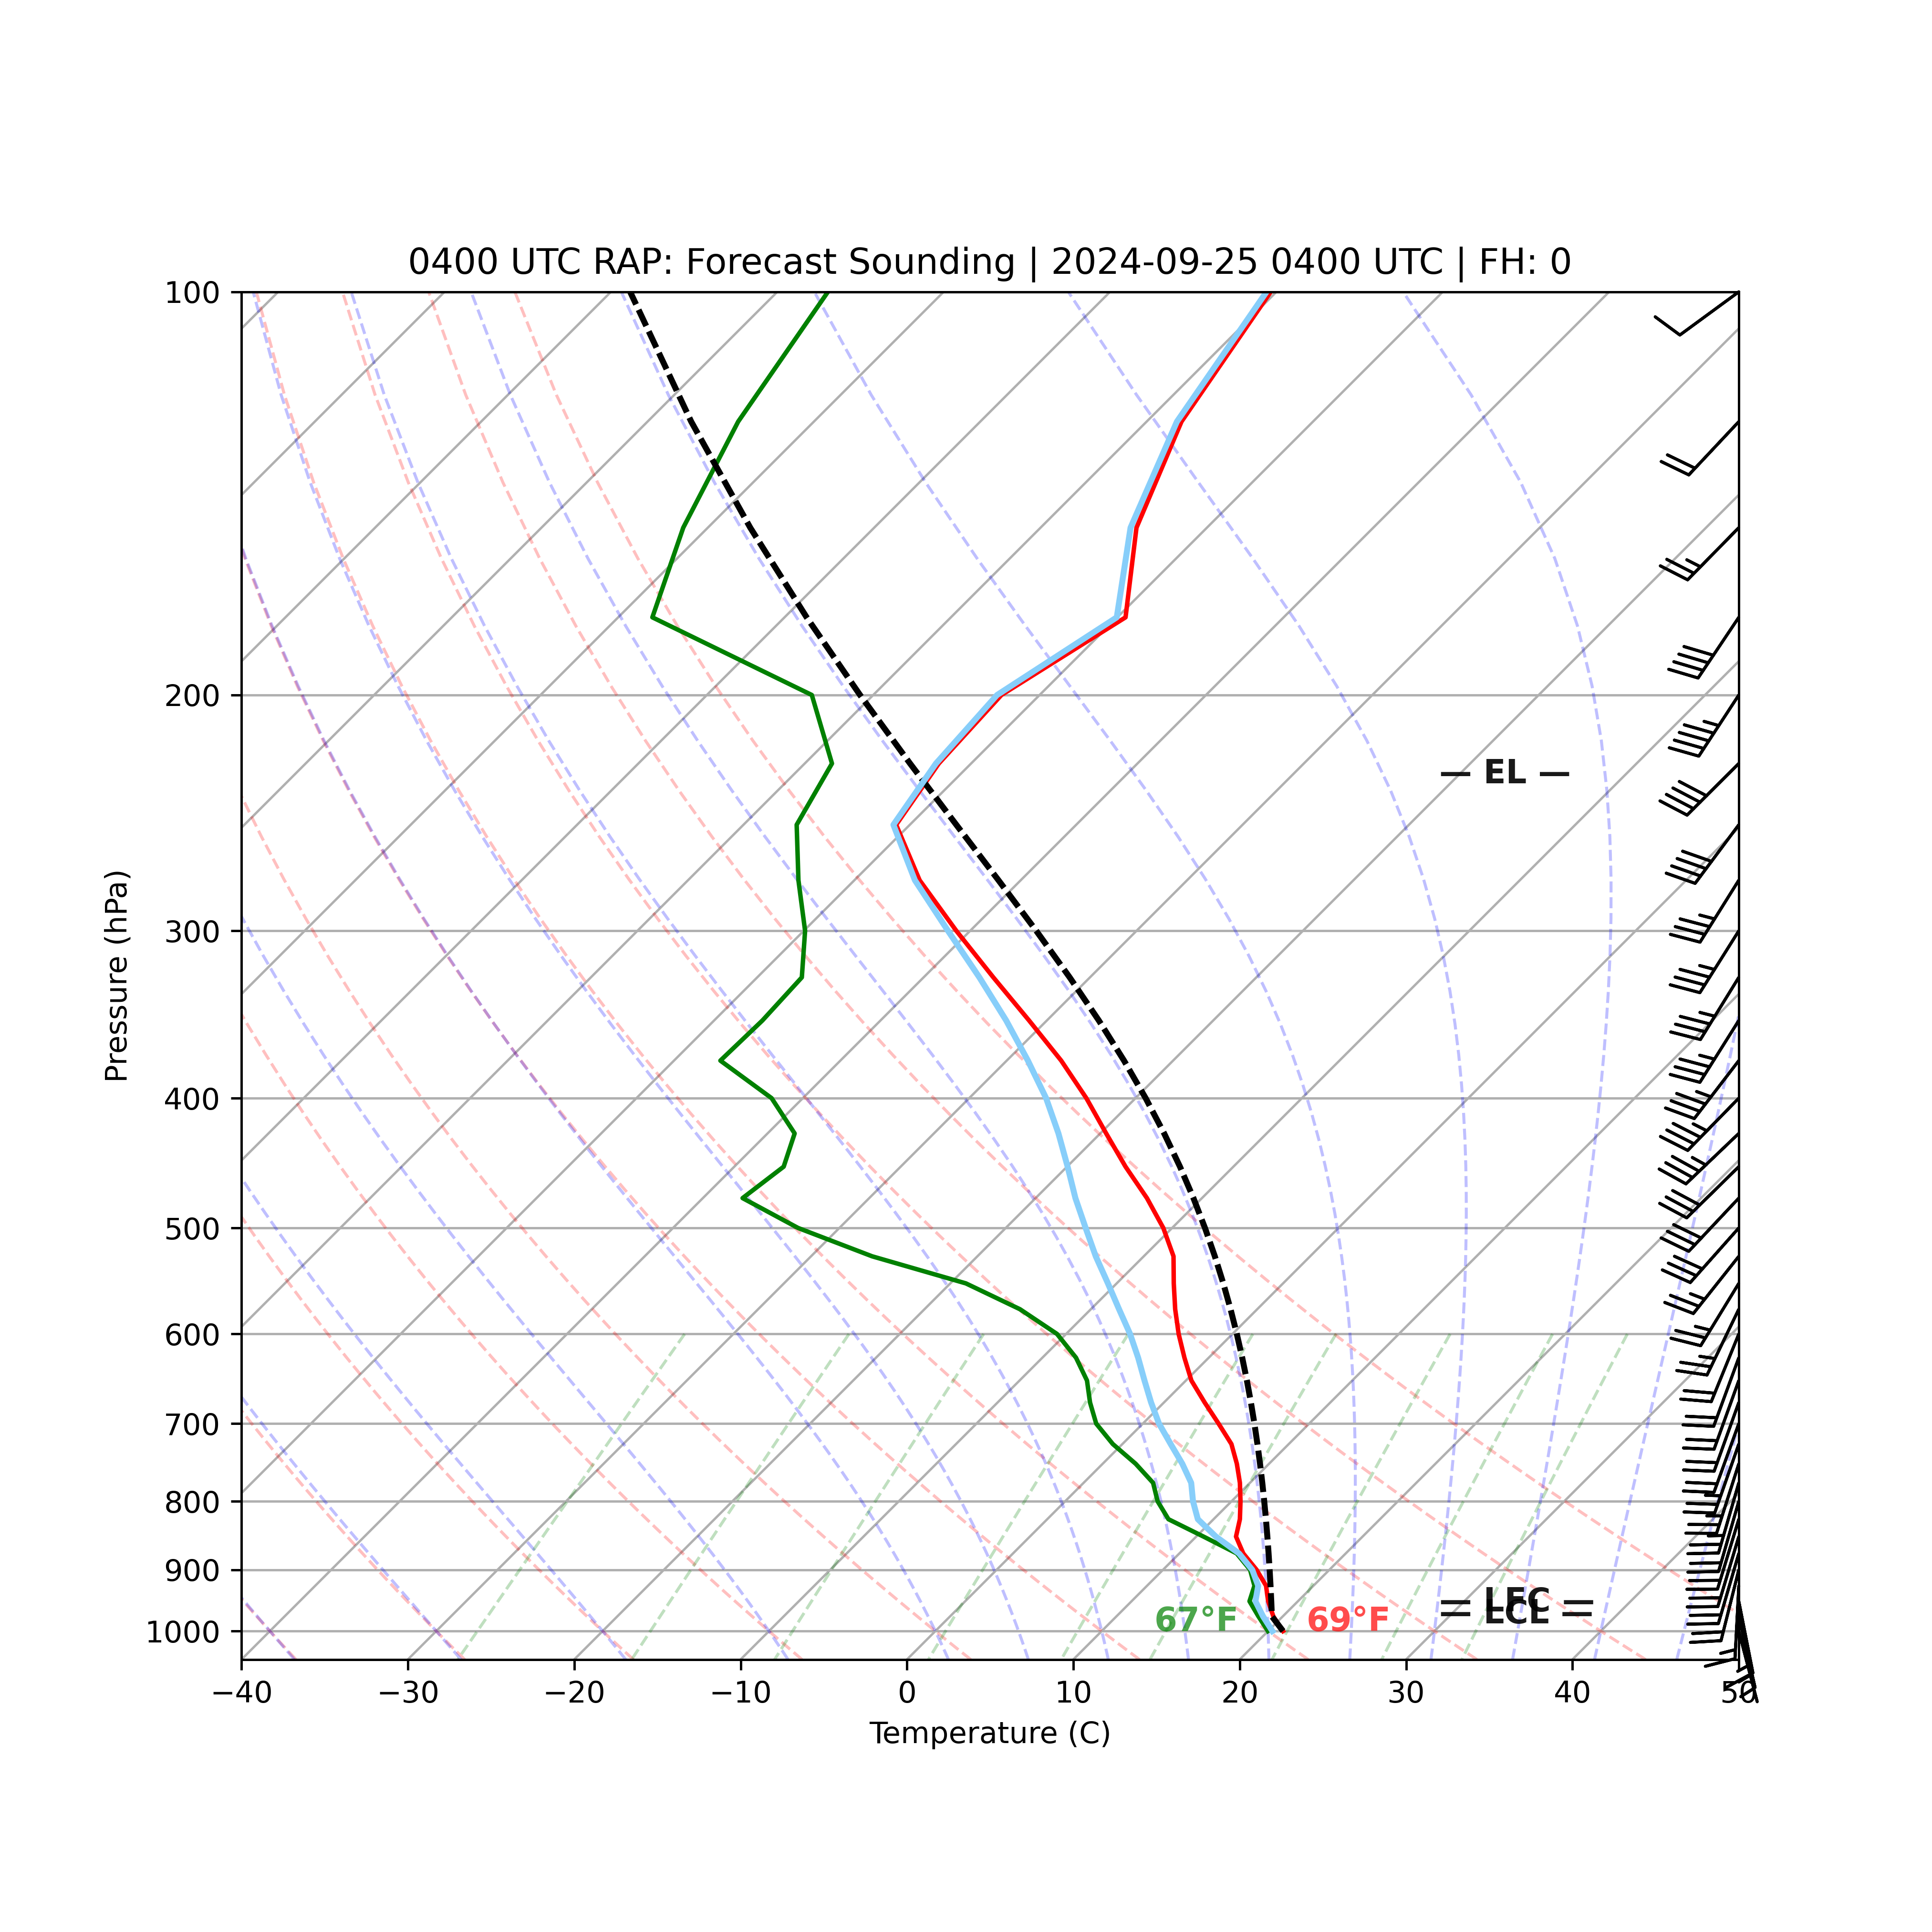 0400 UTC RAP: Forecast Sounding | 2024-09-25 0400 UTC | FH: 0
100
200
EL
300
Pressure (hPa)
400
500
600
700
800
900
LFC
LCL
67°F 69°F
1000
−40 −30 −20 −10 0 10 20 30 40 50
Temperature (C)